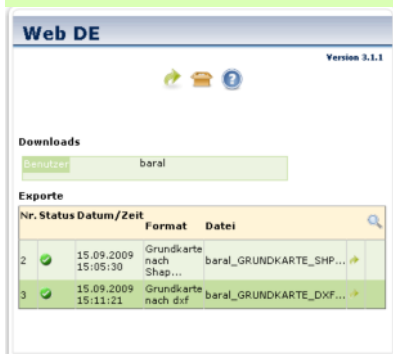 Web DE
Version 3.1.1
Downloads
Benutzer baral
Exporte
Nr. Status Datum/Zeit Format Datei
2 15.09.2009 15:05:30 Grundkarte nach Shap... baral_GRUNDKARTE_SHP...
3 15.09.2009 15:11:21 Grundkarte nach dxf baral_GRUNDKARTE_DXF...